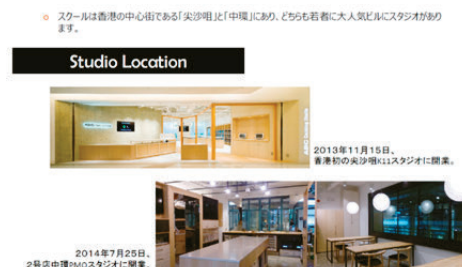 スクールは香港の中心街である「尖沙咀」と「中環」にあり、どちらも若者に大人気ビルにスタジオがあり
ます。
Studio Location
2013年11月15日、
香港初の尖沙咀K11スタジオに開業。
2014年7月25日、
2号店中環PMQスタジオに開業。